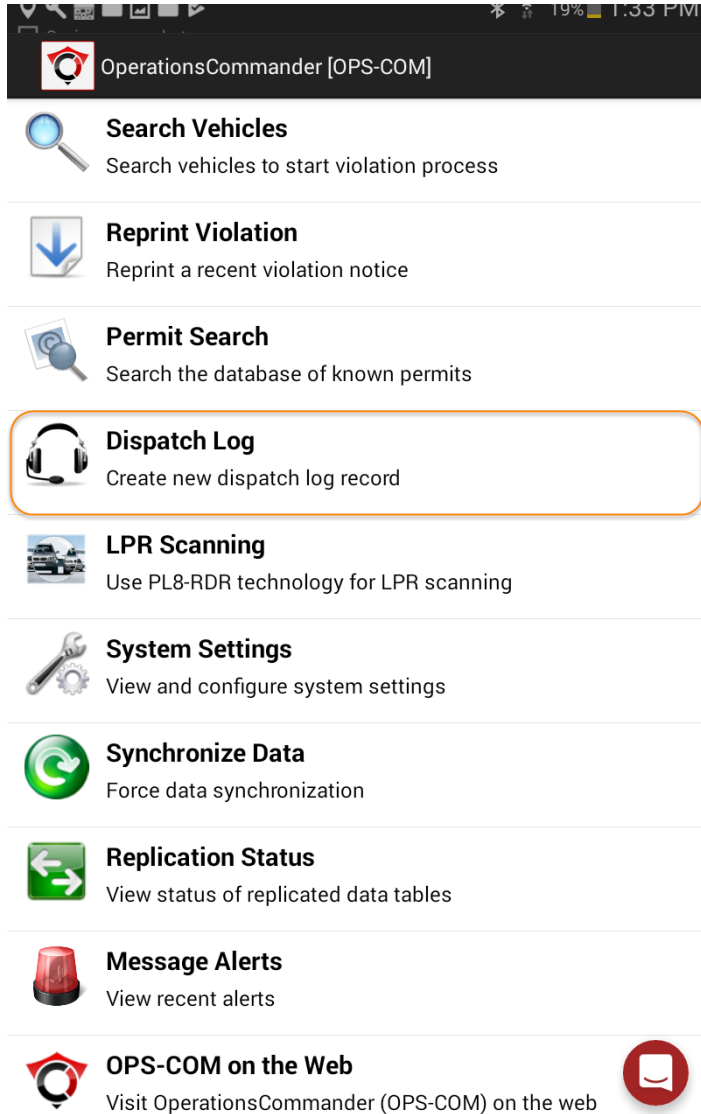 19% 1:33 PM
OperationsCommander [OPS-COM]
Search Vehicles
Search vehicles to start violation process
Reprint Violation
Reprint a recent violation notice
Permit Search
Search the database of known permits
Dispatch Log
Create new dispatch log record
LPR Scanning
Use PL8-RDR technology for LPR scanning
System Settings
View and configure system settings
Synchronize Data
Force data synchronization
Replication Status
View status of replicated data tables
Message Alerts
View recent alerts
OPS-COM on the Web
Visit OperationsCommander (OPS-COM) on the web